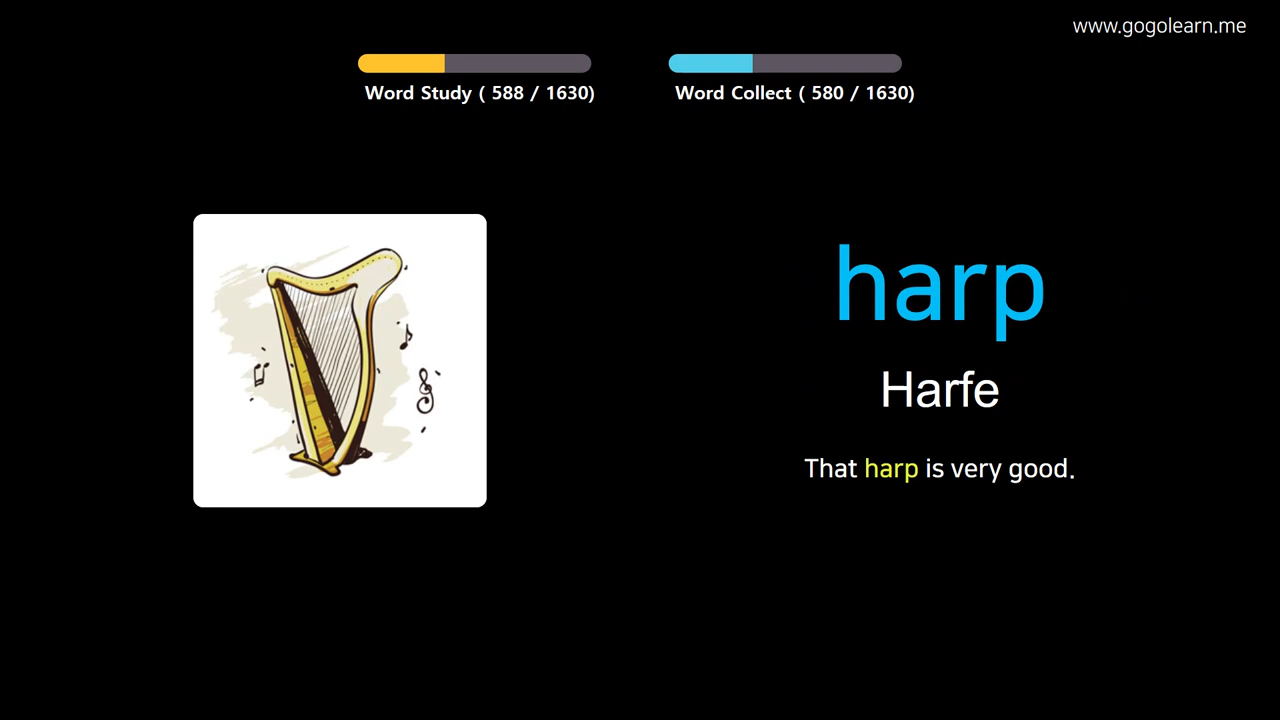 www.gogolearn.me
Word Study ( 588 / 1630)
Word Collect ( 580 / 1630)
harp
Harfe
That harp is very good.